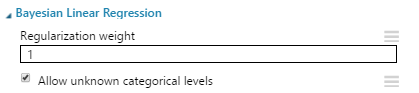 Bayesian Linear Regression
Regularization weight
1
Allow unknown categorical levels